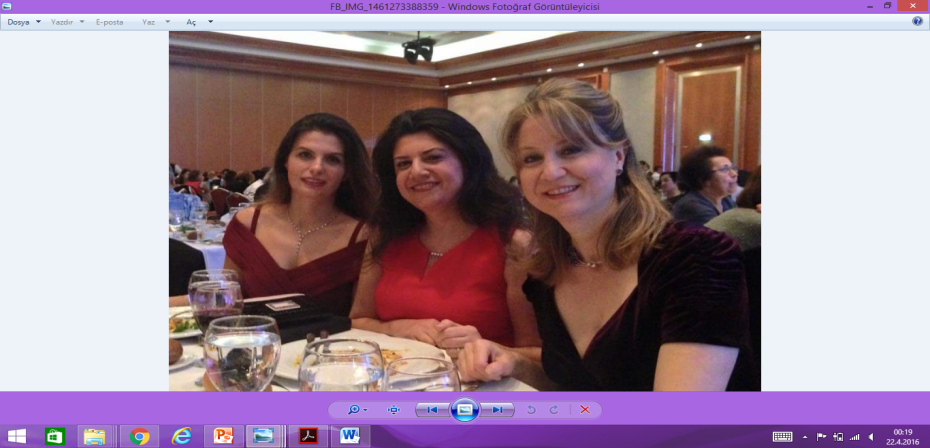 FB_IMG_1461273388359 - Windows Fotoğraf Görüntüleyicisi
Dosya Yazdır E-posta Yaz Aç
00:19
22.4.2016